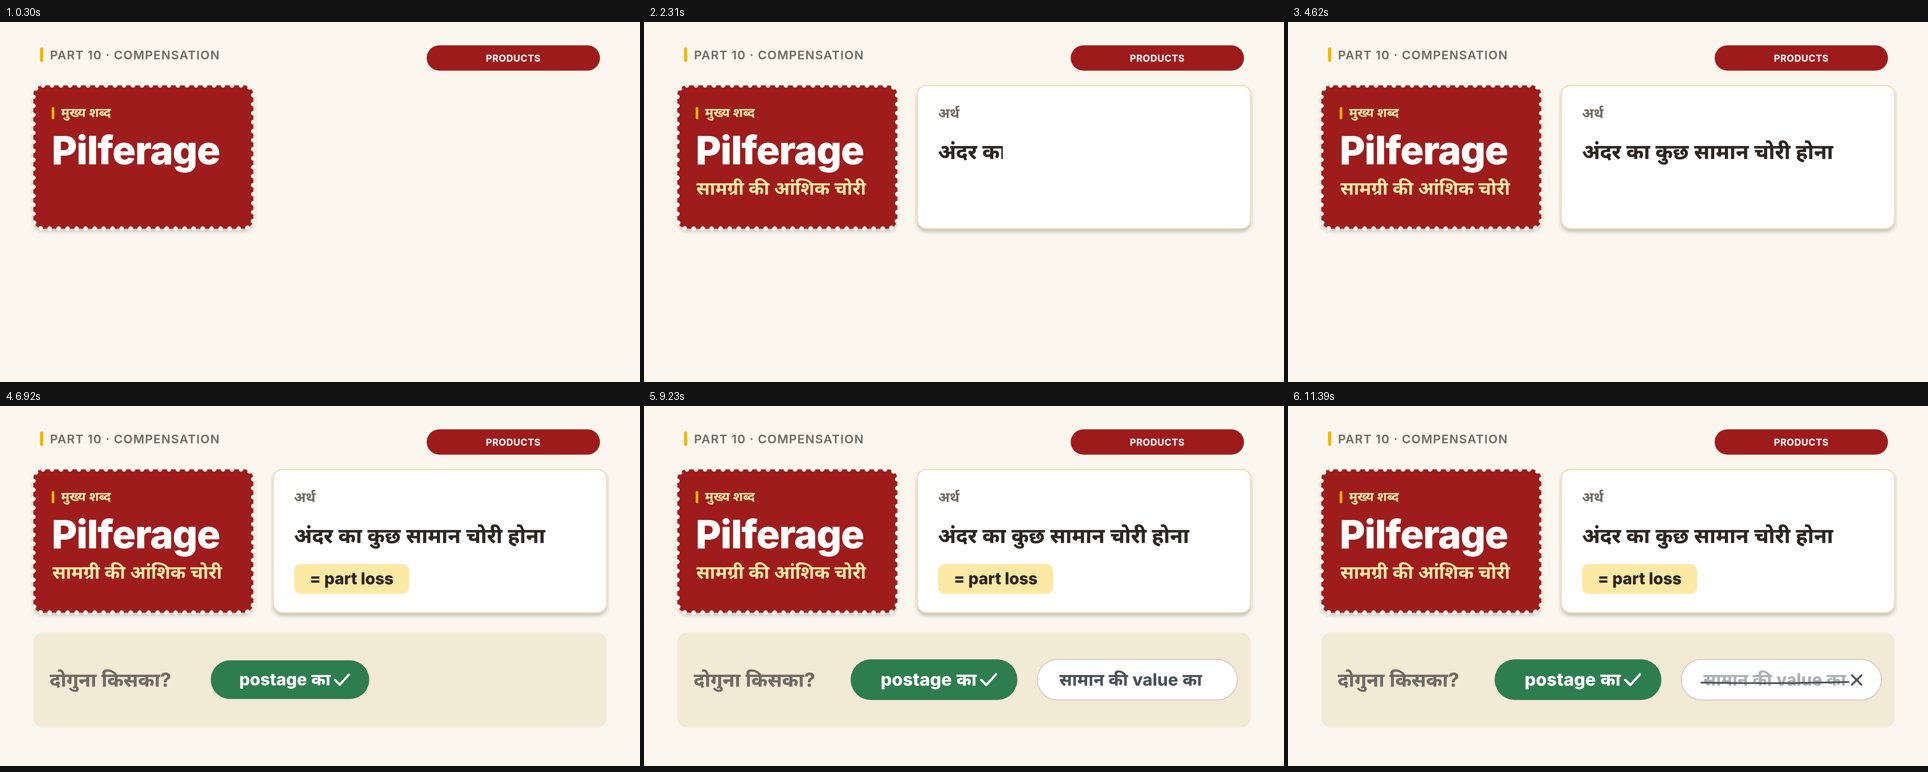 1. 0.30s
PART 10 · COMPENSATION
PRODUCTS
मुख्य शब्द
Pilferage
2. 2.31s
PART 10 · COMPENSATION
PRODUCTS
मुख्य शब्द
Pilferage
सामग्री की आंशिक चोरी
अर्थ
अंदर का
3. 4.62s
PART 10 · COMPENSATION
PRODUCTS
मुख्य शब्द
Pilferage
सामग्री की आंशिक चोरी
अर्थ
अंदर का कुछ सामान चोरी होना
4. 6.92s
PART 10 · COMPENSATION
PRODUCTS
मुख्य शब्द
Pilferage
सामग्री की आंशिक चोरी
अर्थ
अंदर का कुछ सामान चोरी होना
= part loss
दोगुना किसका?
postage का ✓
5. 9.23s
PART 10 · COMPENSATION
PRODUCTS
मुख्य शब्द
Pilferage
सामग्री की आंशिक चोरी
अर्थ
अंदर का कुछ सामान चोरी होना
= part loss
दोगुना किसका?
postage का ✓
सामान की value का
6. 11.39s
PART 10 · COMPENSATION
PRODUCTS
मुख्य शब्द
Pilferage
सामग्री की आंशिक चोरी
अर्थ
अंदर का कुछ सामान चोरी होना
= part loss
दोगुना किसका?
postage का ✓
सामान की value का ✕